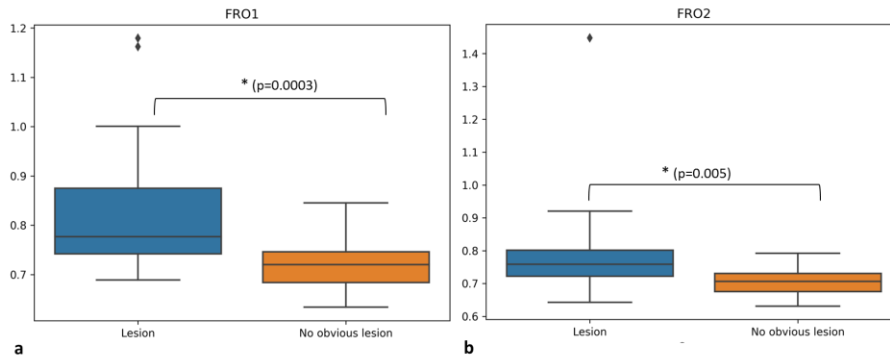 FRO1
1.2
1.1
1.0
0.9
0.8
0.7
* (p=0.0003)
Lesion
No obvious lesion
a
FRO2
1.4
1.3
1.2
1.1
1.0
0.9
0.8
0.7
0.6
* (p=0.005)
Lesion
No obvious lesion
b